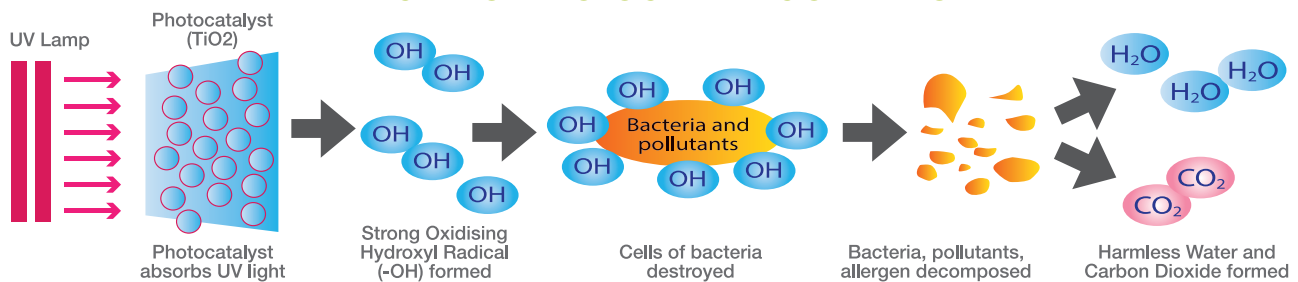 UV Lamp
Photocatalyst
(TiO2)
Photocatalyst
absorbs UV light
OH
OH
OH
OH
OH
Strong Oxidising
Hydroxyl Radical
(-OH) formed
OH
OH
OH
OH
OH
OH
OH
Bacteria and
pollutants
Cells of bacteria
destroyed
Bacteria, pollutants,
allergen decomposed
H₂O
H₂O
H₂O
CO₂
CO₂
Harmless Water and
Carbon Dioxide formed